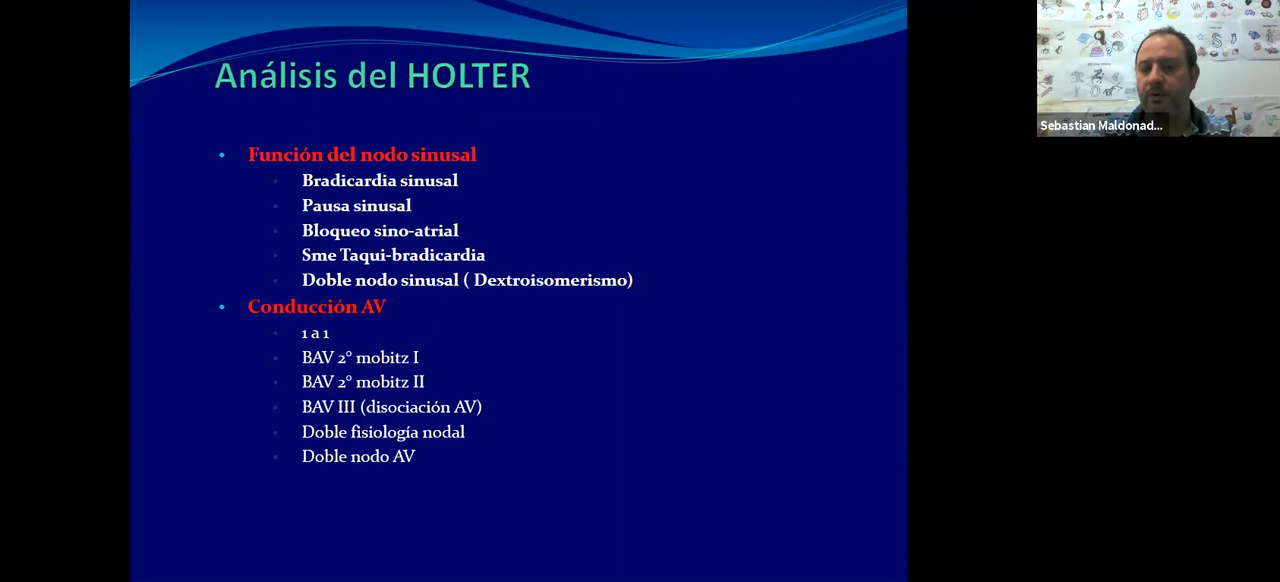 Análisis del HOLTER
Función del nodo sinusal
Bradicardia sinusal
Pausa sinusal
Bloqueo sino-atrial
Sme Taqui-bradicardia
Doble nodo sinusal ( Dextroisomerismo)
Conducción AV
1 a 1
BAV 2° mobitz I
BAV 2° mobitz II
BAV III (disociación AV)
Doble fisiología nodal
Doble nodo AV
Sebastian Maldonad...